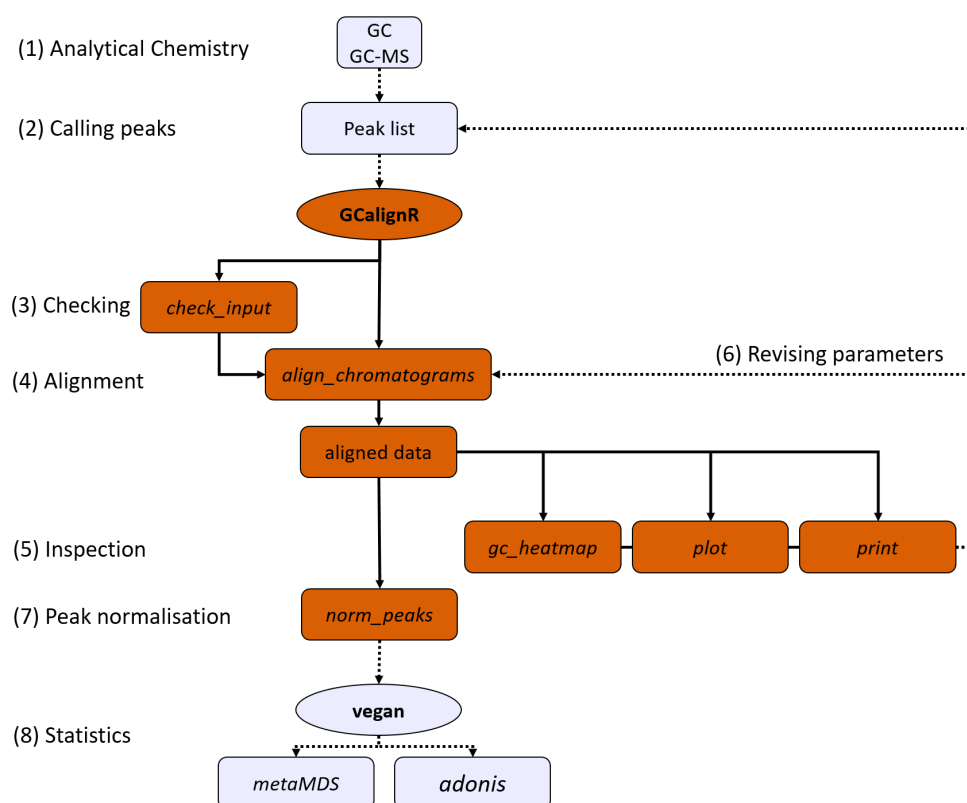 (1) Analytical Chemistry
GC
GC-MS
(2) Calling peaks
Peak list
GCalignR
(3) Checking
check_input
(6) Revising parameters
(4) Alignment
align_chromatograms
aligned data
(5) Inspection
gc_heatmap
plot
print
(7) Peak normalisation
norm_peaks
vegan
(8) Statistics
metaMDS
adonis